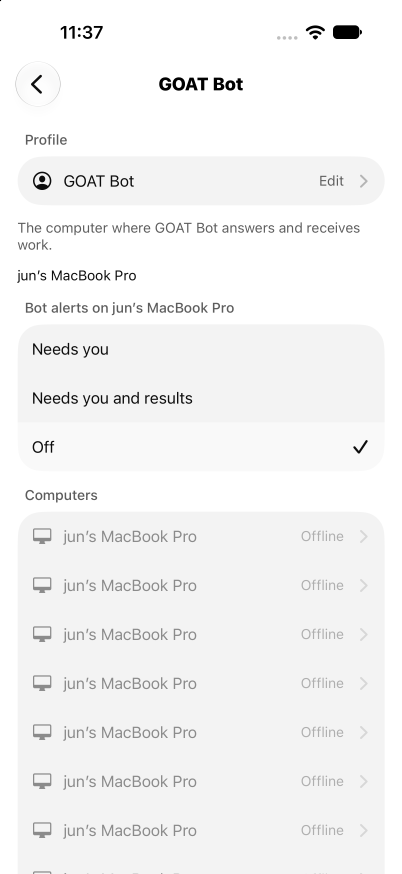 11:37
GOAT Bot
Profile
GOAT Bot
Edit
The computer where GOAT Bot answers and receives
work.
jun's MacBook Pro
Bot alerts on jun's MacBook Pro
Needs you
Needs you and results
Off
Computers
jun's MacBook Pro
Offline
jun's MacBook Pro
Offline
jun's MacBook Pro
Offline
jun's MacBook Pro
Offline
jun's MacBook Pro
Offline
jun's MacBook Pro
Offline
jun's MacBook Pro
Offline